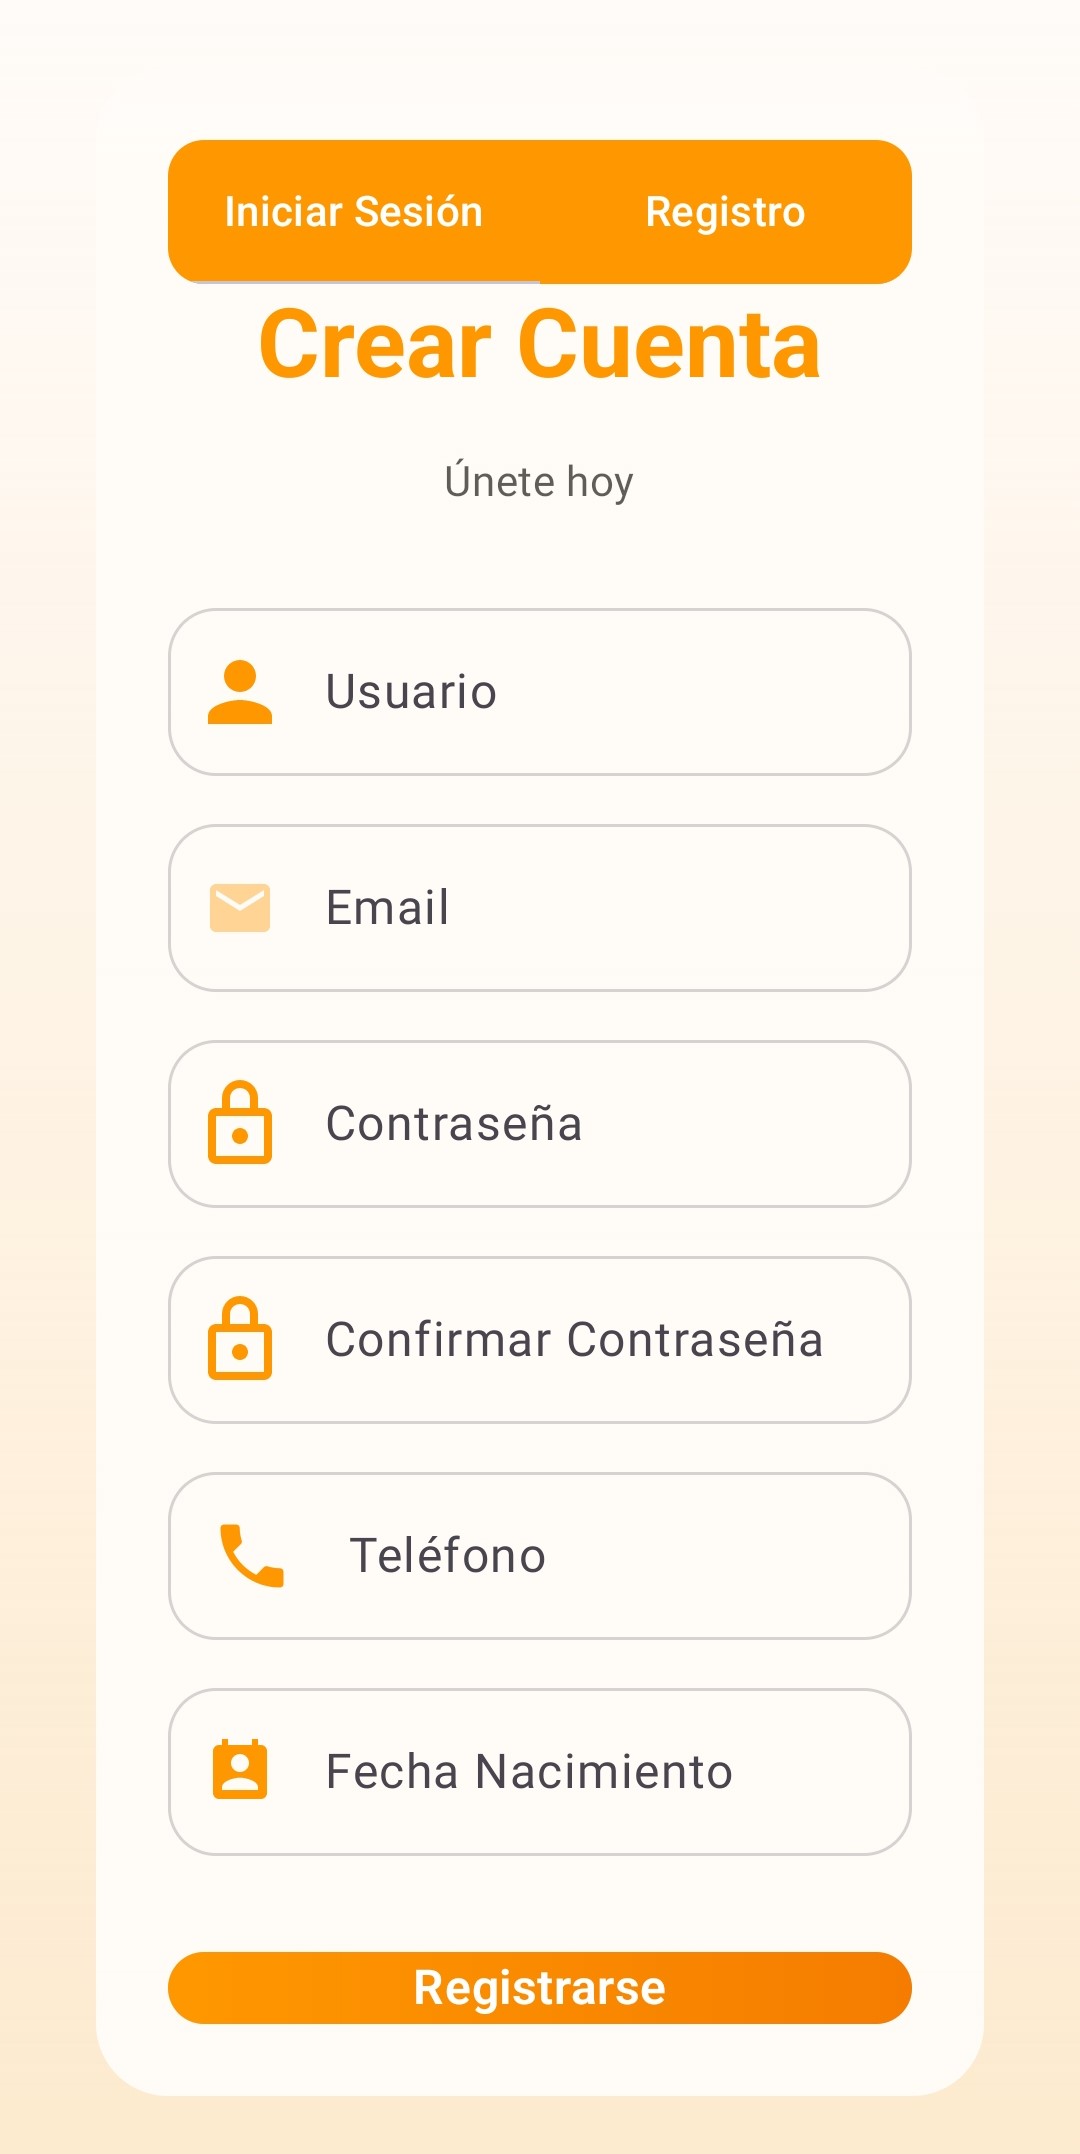 Iniciar Sesión Registro
Crear Cuenta
Únete hoy
Usuario
Email
Contraseña
Confirmar Contraseña
Teléfono
Fecha Nacimiento
Registrarse